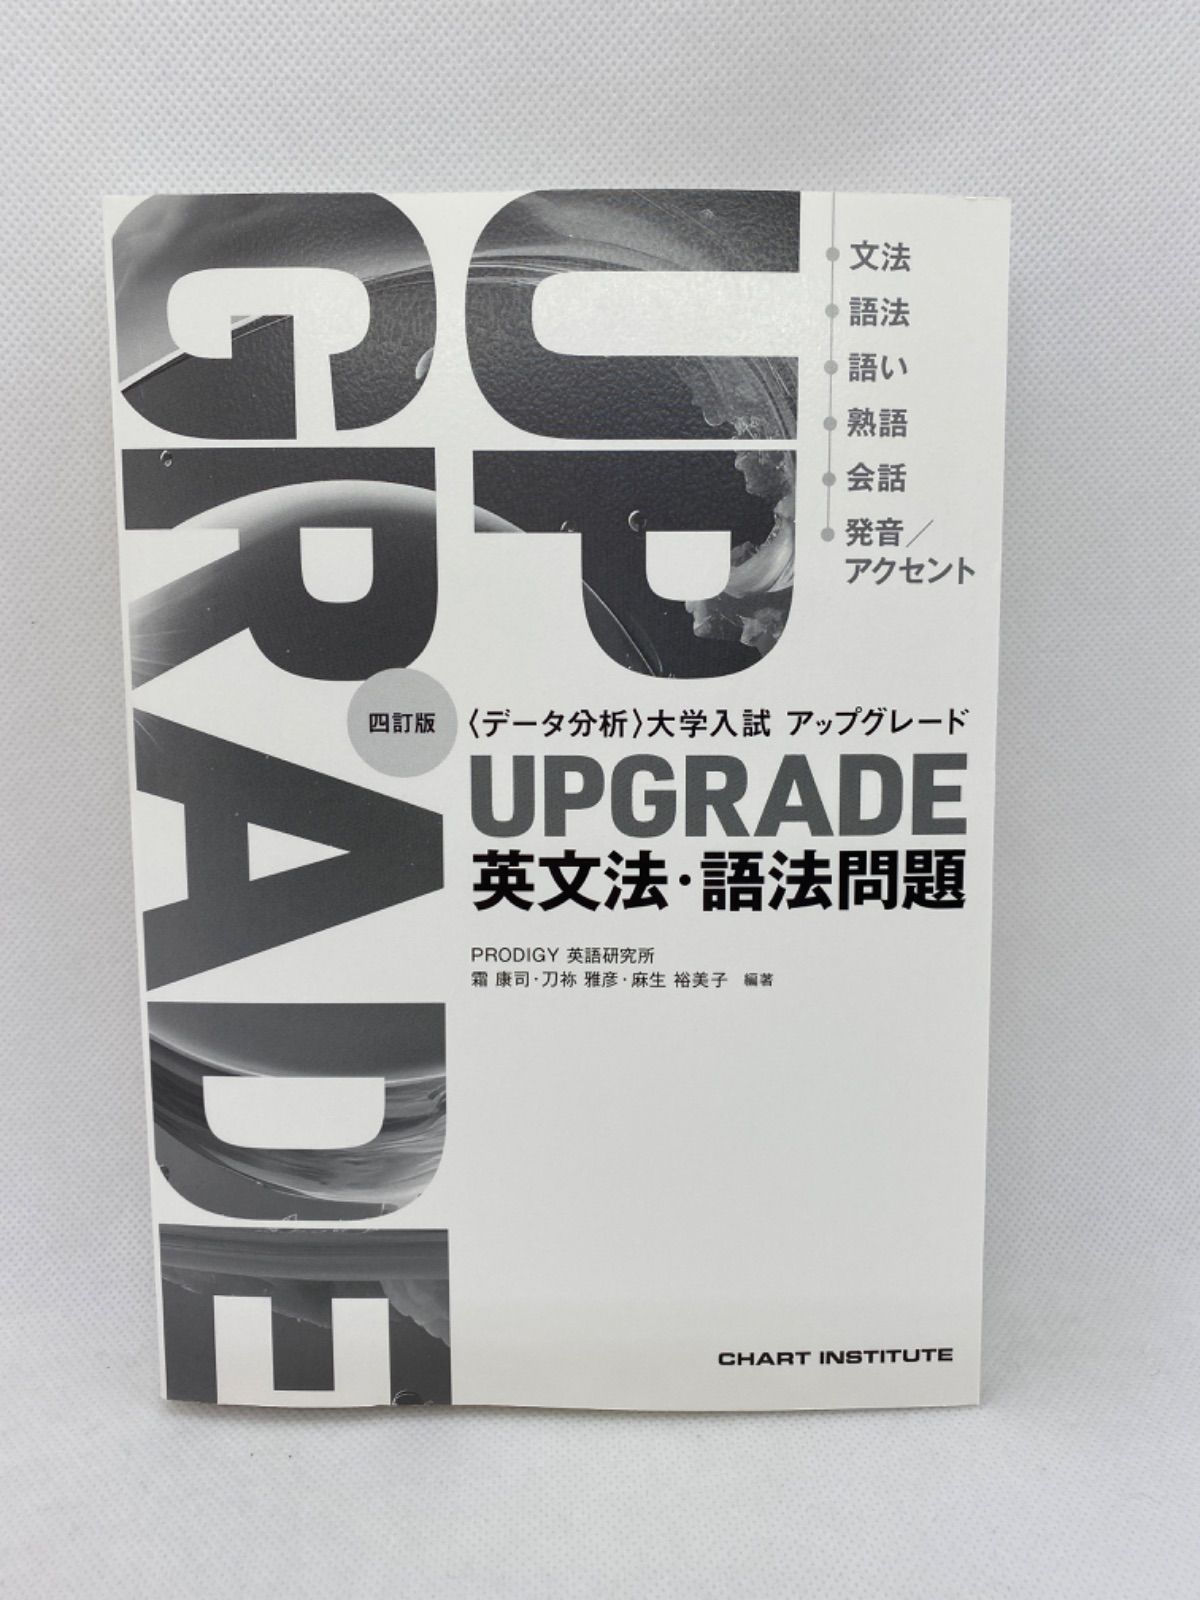 UP
GRADE
文法
語法
語い
熟語
会話
発音／
アクセント
四訂版
〈データ分析〉大学入試 アップグレード
UPGRADE
英文法・語法問題
PRODIGY 英語研究所
霜 康司・刀祢 雅彦・麻生 裕美子 編著
CHART INSTITUTE